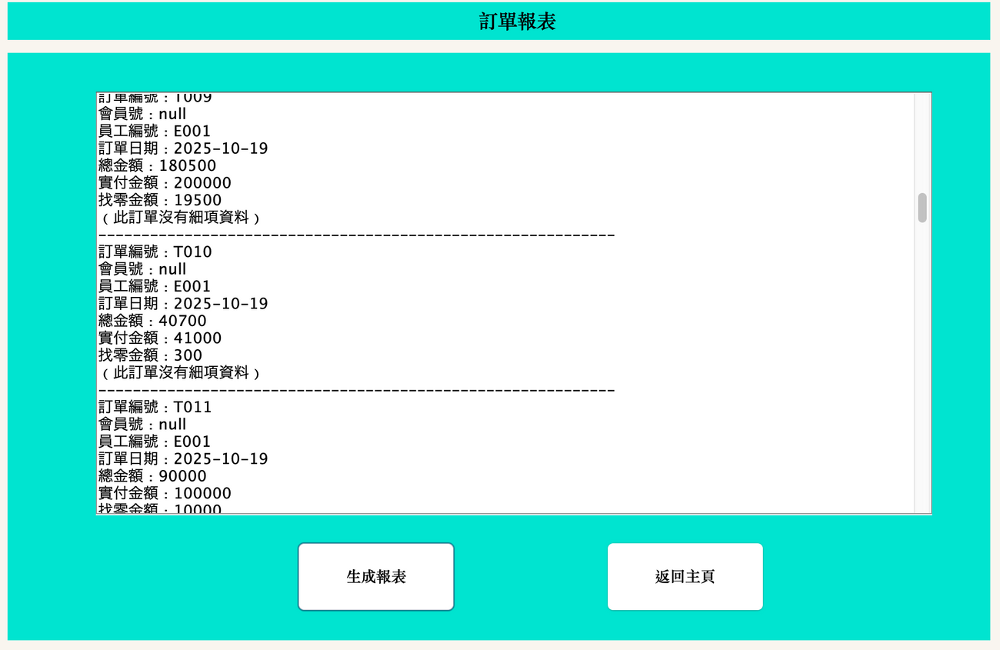 訂單報表
訂單編號：T009
會員號：null
員工編號：E001
訂單日期：2025-10-19
總金額：180500
實付金額：200000
找零金額：19500
（此訂單沒有細項資料）
------------------------------------------------------------
訂單編號：T010
會員號：null
員工編號：E001
訂單日期：2025-10-19
總金額：40700
實付金額：41000
找零金額：300
（此訂單沒有細項資料）
------------------------------------------------------------
訂單編號：T011
會員號：null
員工編號：E001
訂單日期：2025-10-19
總金額：90000
實付金額：100000
找零金額：10000
生成報表
返回主頁